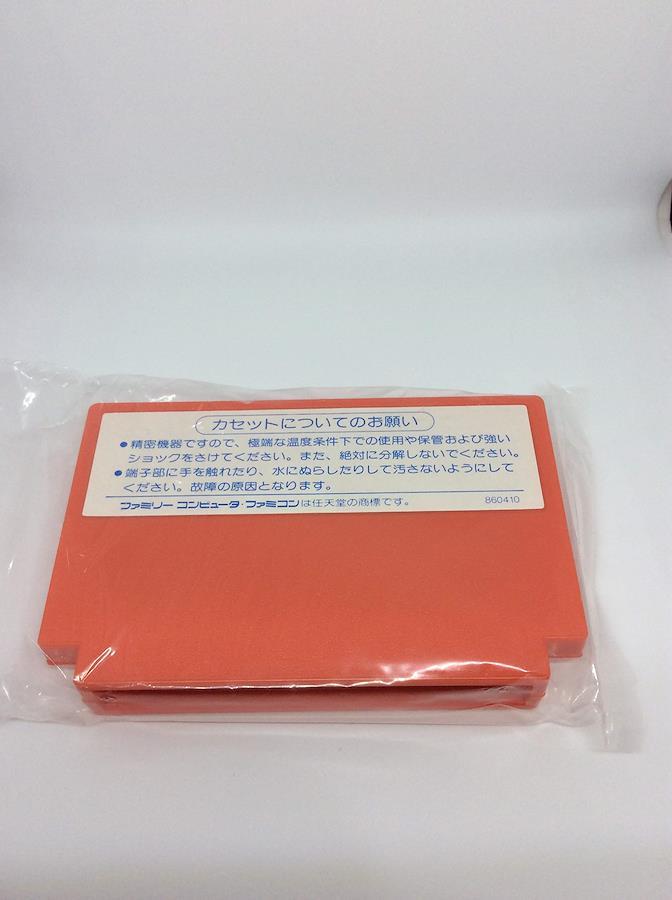 カセットについてのお願い
●精密機器ですので、極端な温度条件下での使用や保管および強い
ショックをさけてください。また、絶対に分解しないでください。
●端子部に手を触れたり、水にぬらしたりして汚さないようにして
ください。故障の原因となります。
ファミリーコンピュータ・ファミコンは任天堂の商標です。 860410